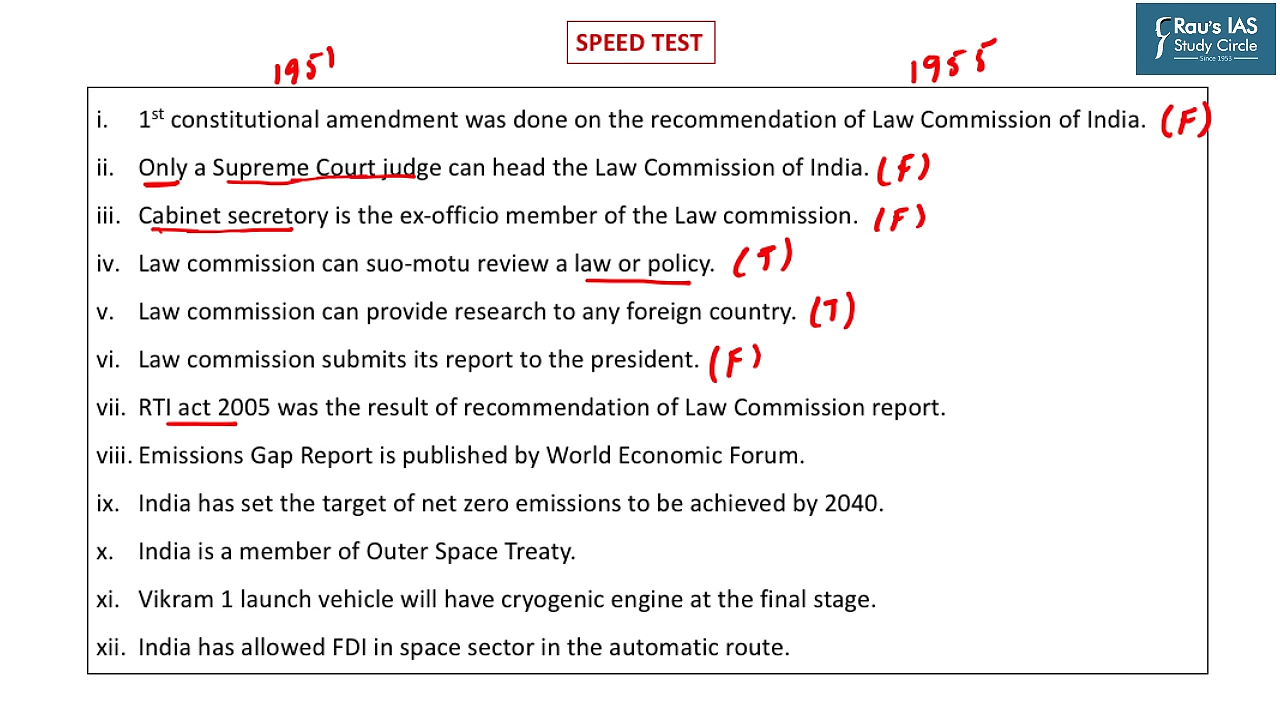 SPEED TEST
Rau's IAS
Study Circle
Since 1953
1951
1955
i. 1st constitutional amendment was done on the recommendation of Law Commission of India. (F)
ii. Only a Supreme Court judge can head the Law Commission of India. (F)
iii. Cabinet secretory is the ex-officio member of the Law commission. (F)
iv. Law commission can suo-motu review a law or policy. (T)
v. Law commission can provide research to any foreign country. (T)
vi. Law commission submits its report to the president. (F)
vii. RTI act 2005 was the result of recommendation of Law Commission report.
viii. Emissions Gap Report is published by World Economic Forum.
ix. India has set the target of net zero emissions to be achieved by 2040.
x. India is a member of Outer Space Treaty.
xi. Vikram 1 launch vehicle will have cryogenic engine at the final stage.
xii. India has allowed FDI in space sector in the automatic route.